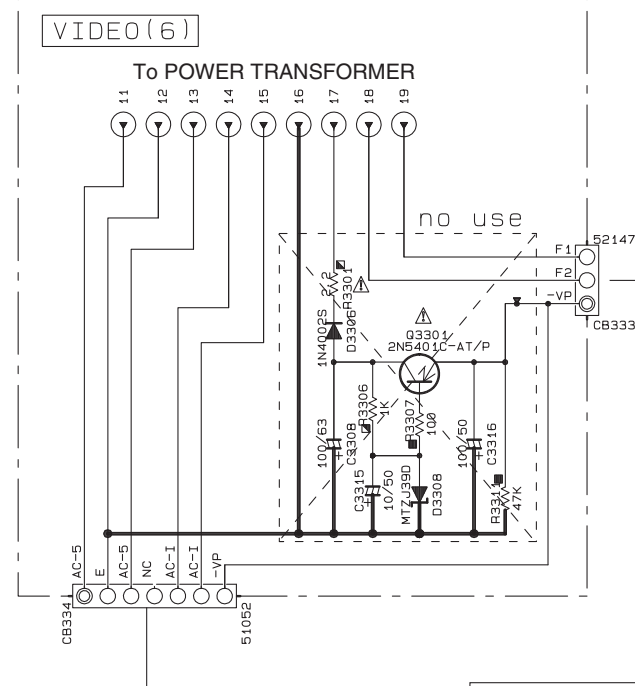 VIDEO(6)
To POWER TRANSFORMER
11
12
13
14
15
16
17
18
19
no use
52147
F1
F2
-VP
CB333
2.2
R3301
1N4002S
D3306
Q3301
2N5401C-AT/P
R3306
1K
R3307
100
100/63
C3308
100/50
C3316
C3315
10/50
MTZJ39D
D3308
R3311
47K
AC-5
E
AC-5
NC
AC-I
AC-I
-VP
CB334
51052